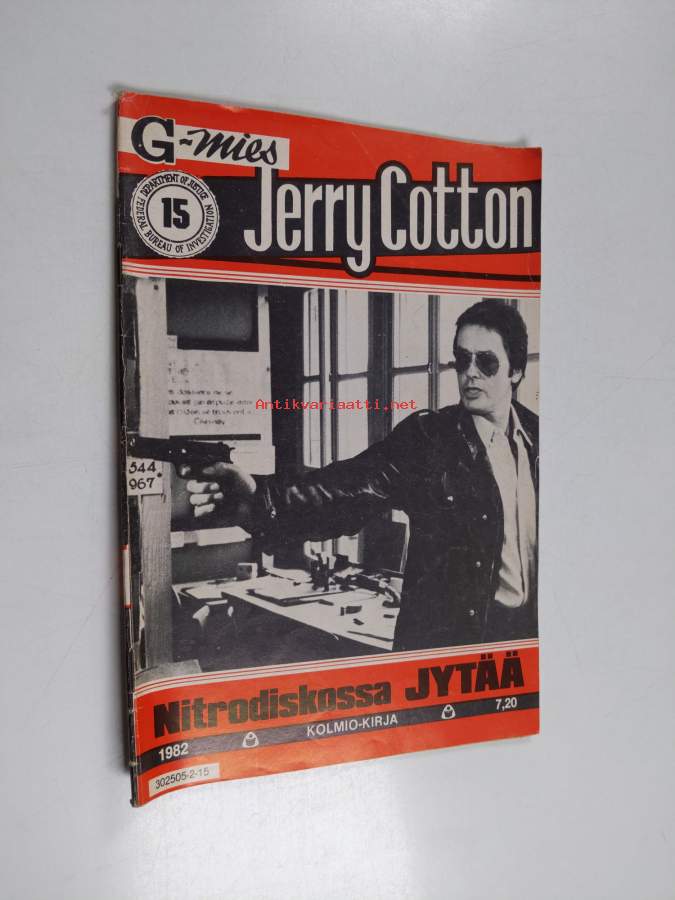 G-mies
Jerry Cotton
DEPARTMENT OF JUSTICE
15
FEDERAL BUREAU OF INVESTIGATION
Antikvariaatti.net
544
967
Nitrodiskossa JYTÄÄ
1982 KOLMIO-KIRJA 7,20
302505-2-15